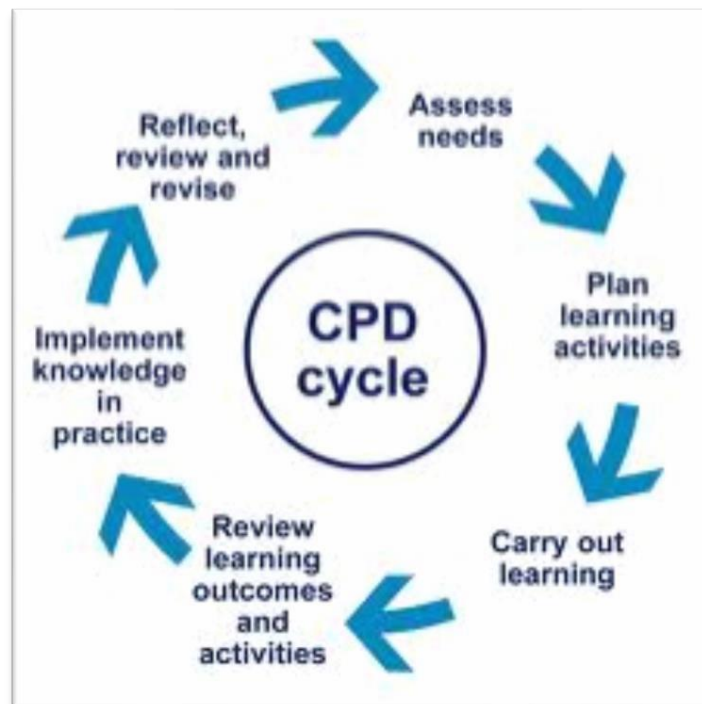 CPD
cycle
Assess
needs
Plan
learning
activities
Carry out
learning
Review
learning
outcomes
and
activities
Implement
knowledge
in
practice
Reflect,
review and
revise